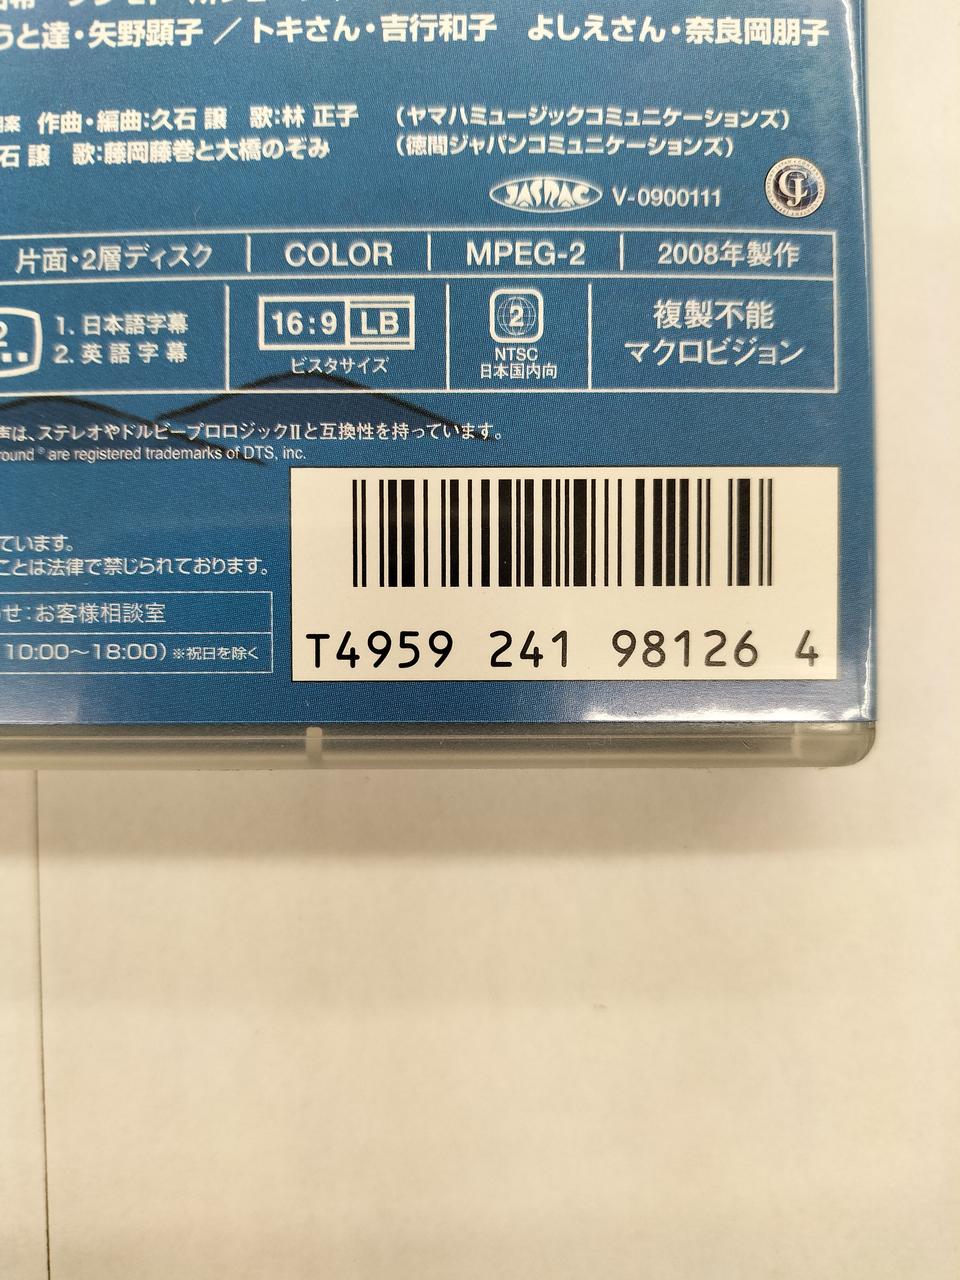 うと達・矢野顕子 ／ トキさん・吉行和子　よしえさん・奈良岡朋子
作曲・編曲:久石 譲　歌:林 正子　（ヤマハミュージックコミュニケーションズ）
石 譲　歌:藤岡藤巻と大橋のぞみ　（徳間ジャパンコミュニケーションズ）
JASRAC V-0900111
片面・2層ディスク COLOR MPEG-2 2008年製作
1. 日本語字幕
2. 英語字幕
16:9 LB
ビスタサイズ
2
NTSC
日本国内向
複製不能
マクロビジョン
声は、ステレオやドルビープロロジックIIと互換性を持っています。
round ® are registered trademarks of DTS, inc.
ています。
ことは法律で禁じられております。
せ:お客様相談室
10:00〜18:00) ※祝日を除く
T4959 241 98126 4